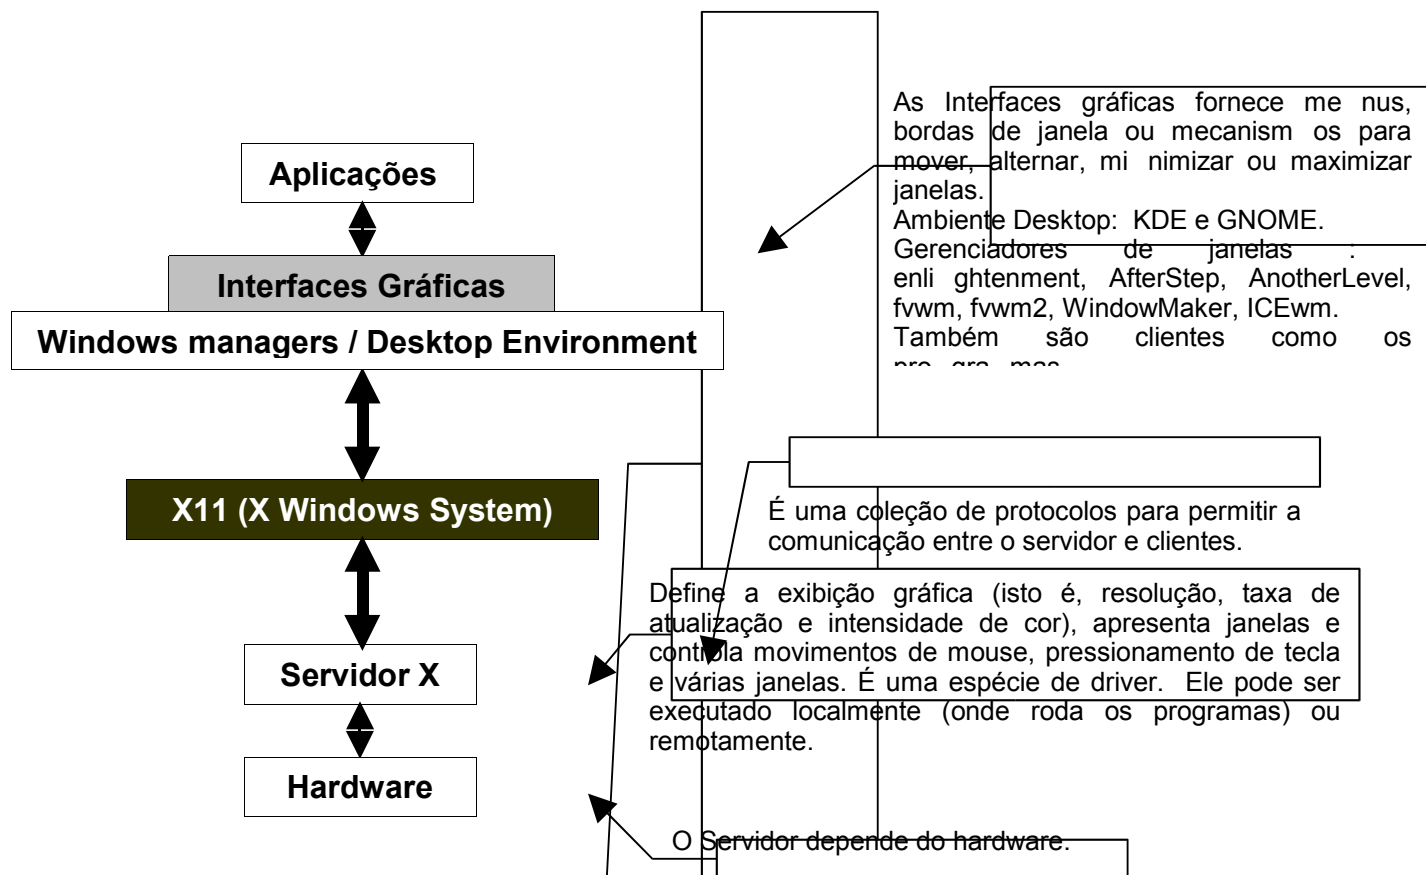 Aplicações
Interfaces Gráficas
Windows managers / Desktop Environment
X11 (X Windows System)
Servidor X
Hardware
As Interfaces gráficas fornece me nus,
bordas de janela ou mecanism os para
mover, alternar, mi nimizar ou maximizar
janelas.
Ambiente Desktop: KDE e GNOME.
Gerenciadores de janelas :
enli ghtenment, AfterStep, AnotherLevel,
fvwm, fvwm2, WindowMaker, ICEwm.
Também são clientes como os
pro gra mas
É uma coleção de protocolos para permitir a
comunicação entre o servidor e clientes.
Define a exibição gráfica (isto é, resolução, taxa de
atualização e intensidade de cor), apresenta janelas e
controla movimentos de mouse, pressionamento de tecla
e várias janelas. É uma espécie de driver. Ele pode ser
executado localmente (onde roda os programas) ou
remotamente.
O Servidor depende do hardware.